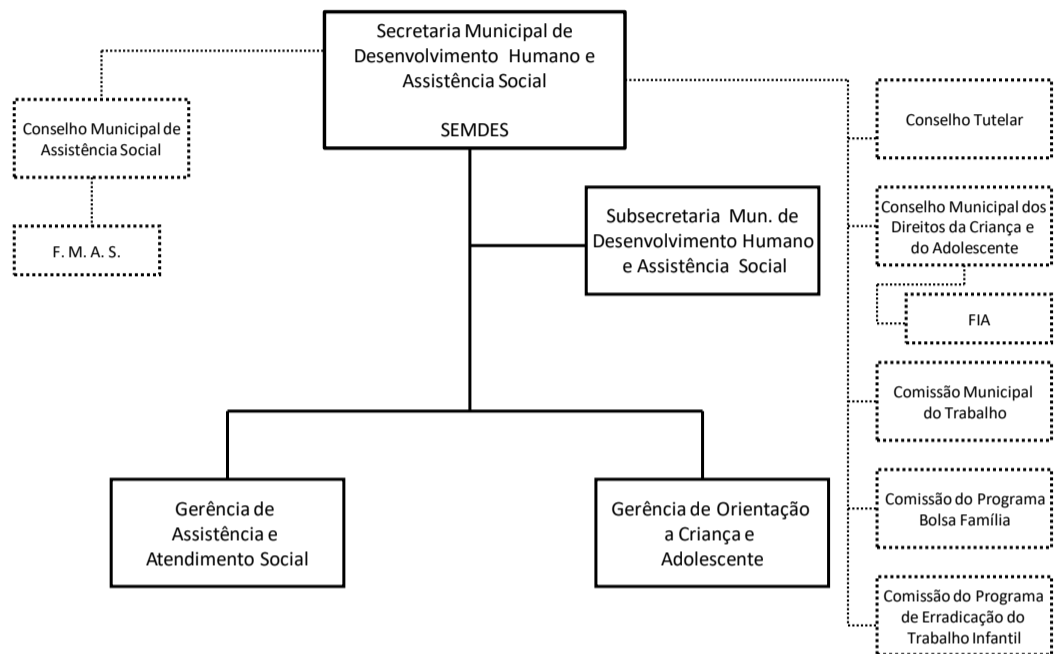 Secretaria Municipal de
Desenvolvimento Humano e
Assistência Social
SEMDES
Conselho Municipal de
Assistência Social
F. M. A. S.
Subsecretaria Mun. de
Desenvolvimento Humano
e Assistência Social
Conselho Tutelar
Conselho Municipal dos
Direitos da Criança e
do Adolescente
FIA
Comissão Municipal
do Trabalho
Comissão do Programa
Bolsa Família
Comissão do Programa
de Erradicação do
Trabalho Infantil
Gerência de
Assistência e
Atendimento Social
Gerência de Orientação
a Criança e
Adolescente